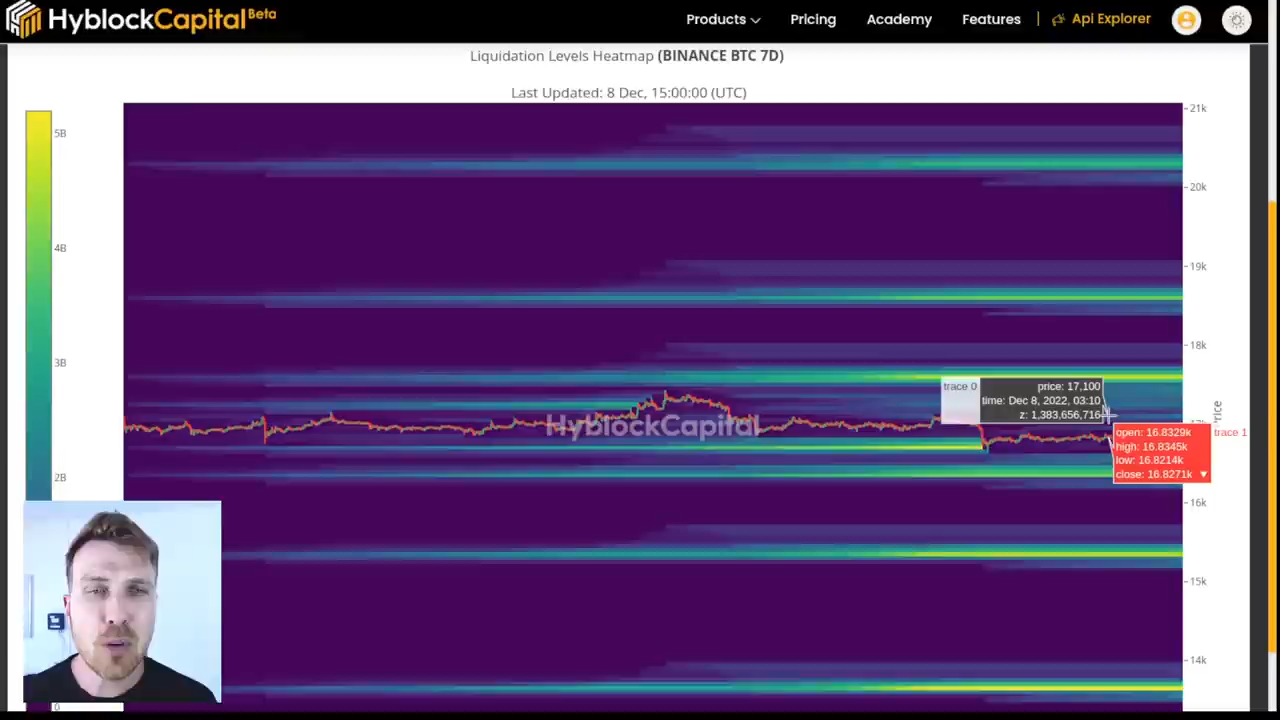 HyblockCapital Beta
Products Pricing Academy Features Api Explorer
Liquidation Levels Heatmap (BINANCE BTC 7D)
Last Updated: 8 Dec, 15:00:00 (UTC)
5B
4B
3B
2B
0
21k
20k
19k
18k
16k
15k
14k
HyblockCapital
trace 0
price: 17,100
time: Dec 8, 2022, 03:10
z: 1,383,656,716
open: 16.8329k
high: 16.8345k
low: 16.8214k
close: 16.8271k
trace 1